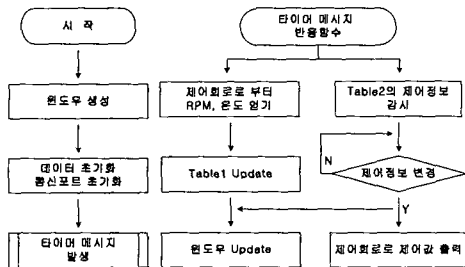 시 작
윈도우 생성
데이터 초기화
통신포트 초기화
타이머 메시지
발생
타이머 메시지
반응함수
제어회로로 부터
RPM, 온도 얻기
Table1 Update
윈도우 Update
Table2의 제어정보
감시
N
제어정보 변경
Y
제어회로로 제어값 출력